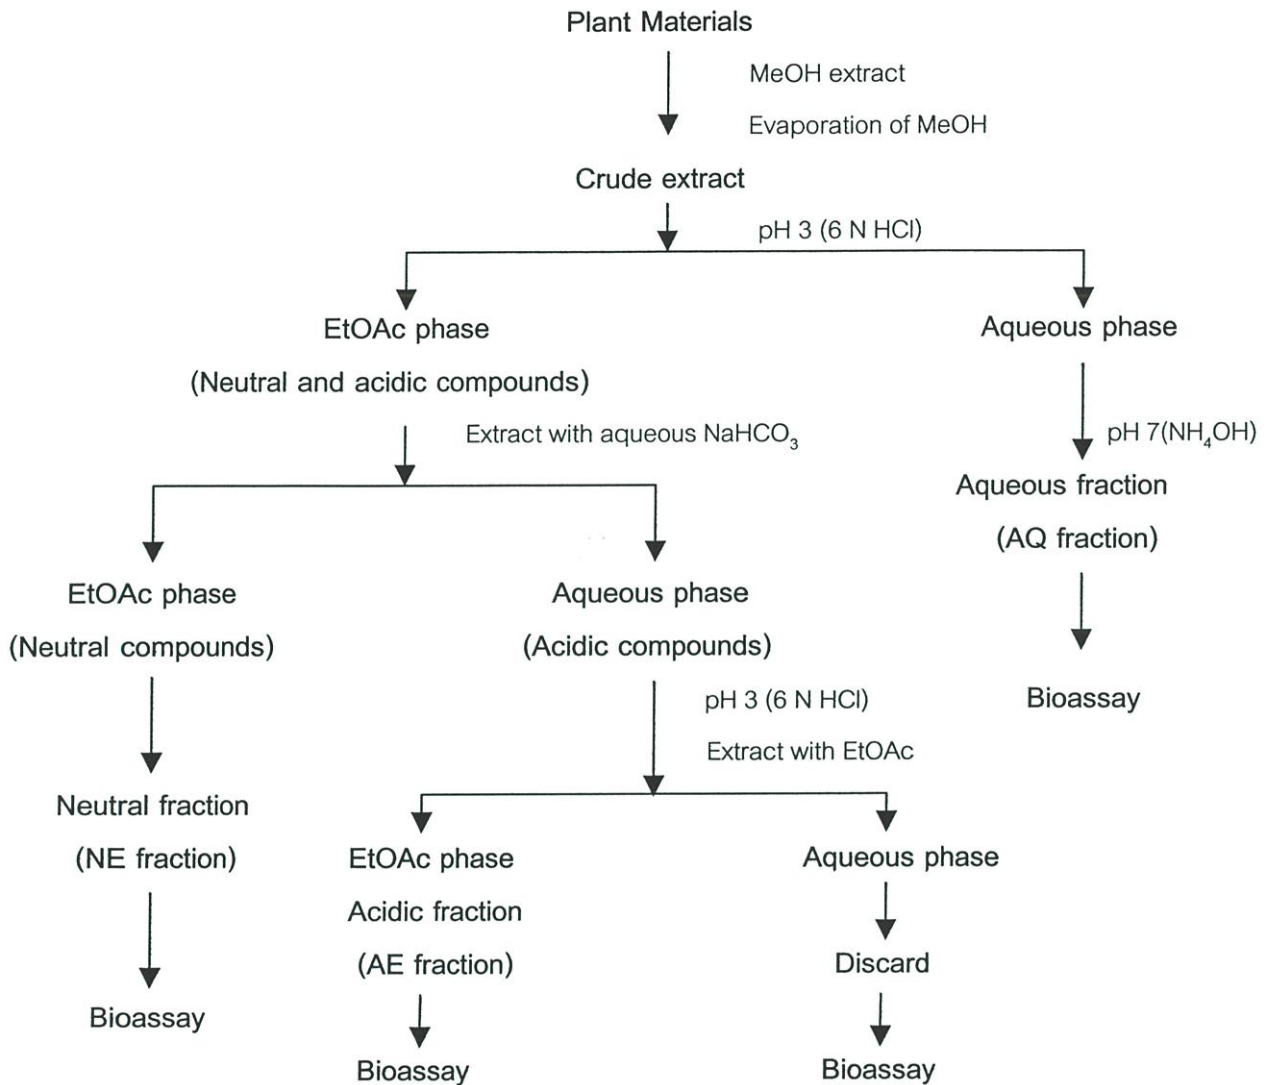 Plant Materials
MeOH extract
Evaporation of MeOH
Crude extract
pH 3 (6 N HCl)
EtOAc phase
(Neutral and acidic compounds)
Aqueous phase
Extract with aqueous NaHCO₃
pH 7(NH₄OH)
Aqueous fraction
(AQ fraction)
Bioassay
EtOAc phase
(Neutral compounds)
Aqueous phase
(Acidic compounds)
pH 3 (6 N HCl)
Extract with EtOAc
Neutral fraction
(NE fraction)
Bioassay
EtOAc phase
Acidic fraction
(AE fraction)
Bioassay
Aqueous phase
Discard
Bioassay